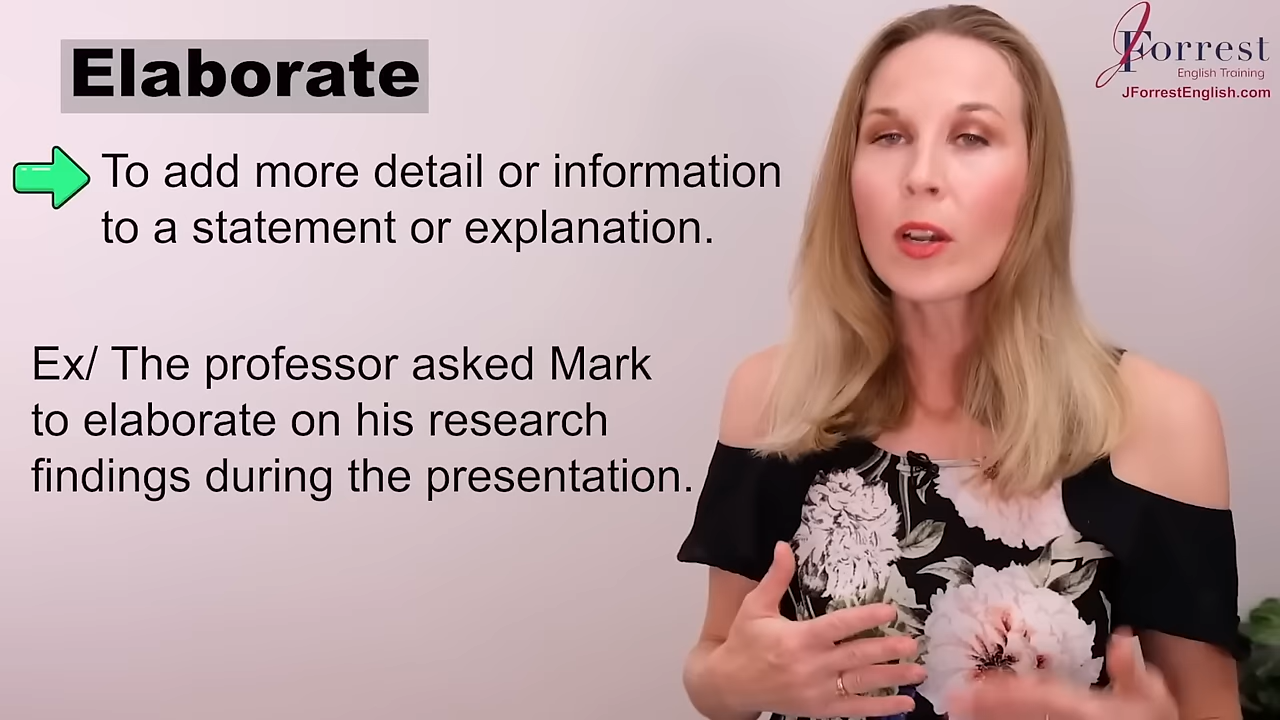 Elaborate
To add more detail or information
to a statement or explanation.
Ex/ The professor asked Mark
to elaborate on his research
findings during the presentation.
JForrest
English Training
JForrestEnglish.com